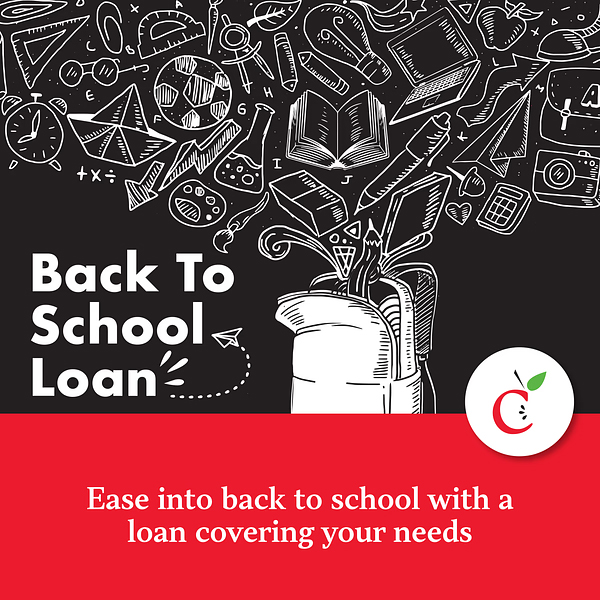 L
C
B
A
E
F
G
H
I
J
K
L
M
A
+×÷
Back To
School
Loan
C
Ease into back to school with a
loan covering your needs